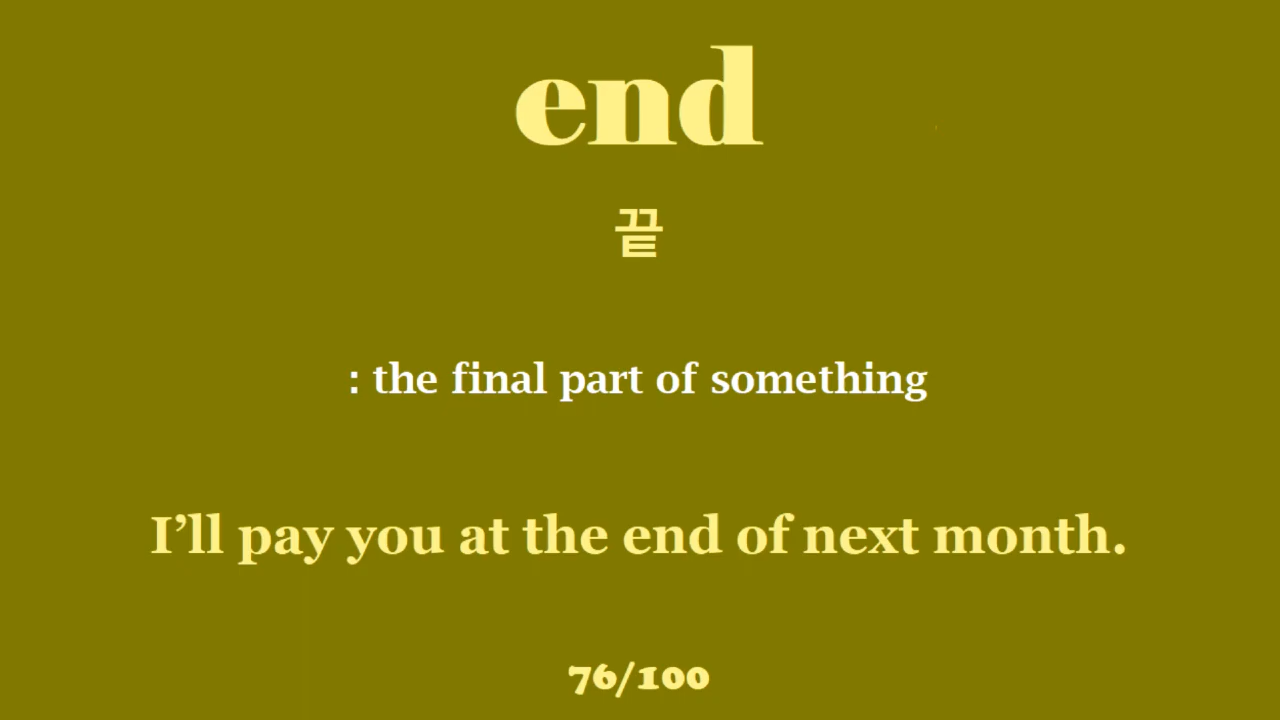 end
끝
: the final part of something
I’ll pay you at the end of next month.
76/100